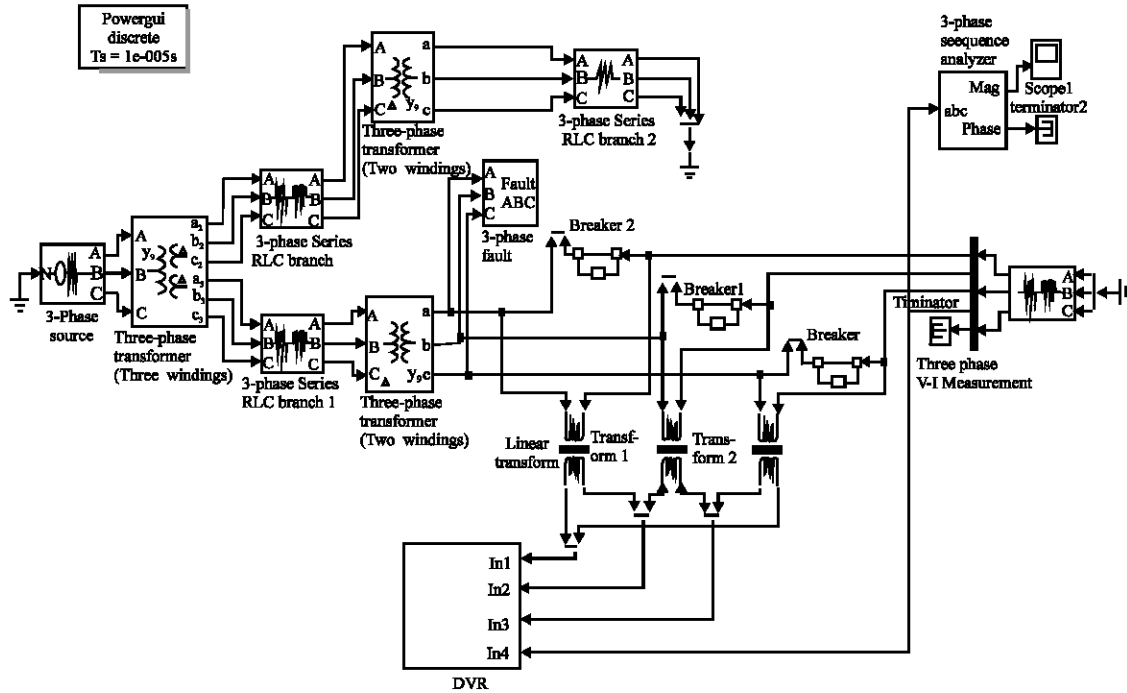 Powergui
discrete
Ts = 1e-005s
A
B
C
a
b
y₉ c
Three-phase
transformer
(Two windings)
A
B
C
A
B
C
3-phase Series
RLC branch 2
3-phase
seequence
analyzer
abc
Mag
Phase
Scope1
terminator2
A
B
C
Fault
ABC
3-phase
fault
A
B
C
A
B
C
3-phase Series
RLC branch
N
A
B
C
3-Phase
source
A
B
C
y₉
a₂
b₂
c₂
a₃
b₃
c₃
Three-phase
transformer
(Three windings)
A
B
C
A
B
C
3-phase Series
RLC branch 1
A
B
C
a
b
y₉ c
Three-phase
transformer
(Two windings)
Breaker 2
Breaker1
Breaker
Timinator
A
B
C
Three phase
V-I Measurement
Linear
transform
Transf-
orm 1
Trans-
form 2
In1
In2
In3
In4
DVR